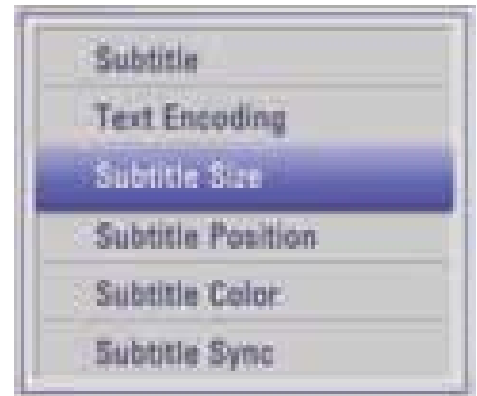 Subtitle
Text Encoding
Subtitle Size
Subtitle Position
Subtitle Color
Subtitle Sync